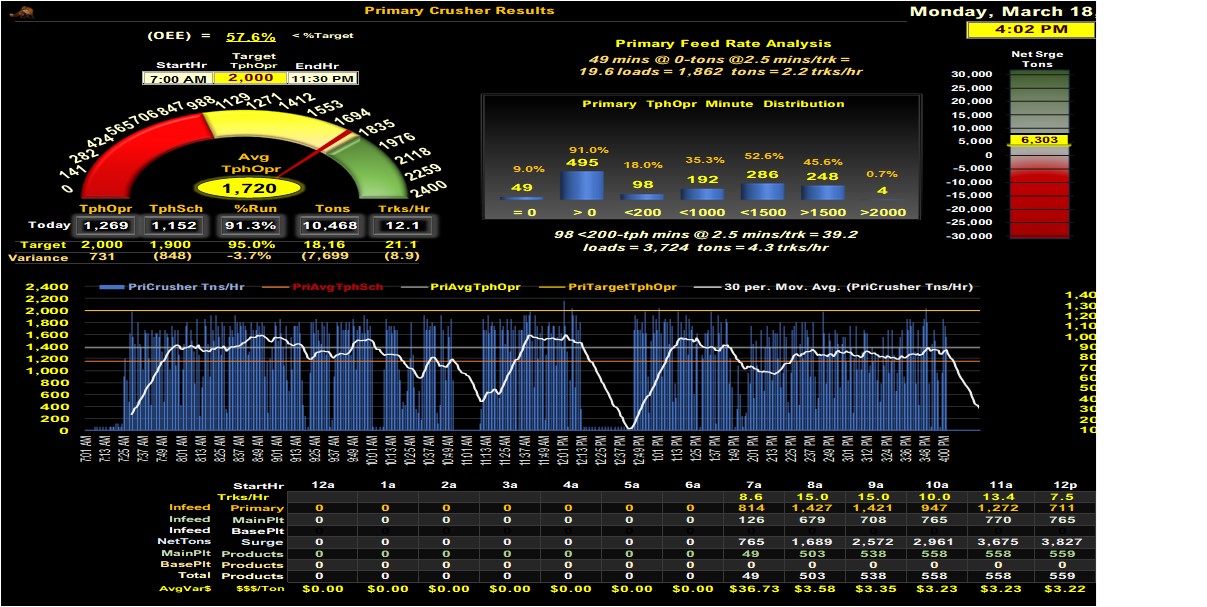 Primary Crusher Results
Monday, March 18,
4:02 PM
(OEE) = 57.6% < %Target
StartHr Target TphOpr EndHr
7:00 AM 2,000 11:30 PM
0 141 282 424 565 706 847 988 1129 1271 1412 1553 1694 1835 1976 2118 2259 2400
Avg
TphOpr
1,720
TphOpr TphSch %Run Tons Trks/Hr
Today 1,269 1,152 91.3% 10,468 12.1
Target 2,000 1,900 95.0% 18,16 21.1
Variance 731 (848) -3.7% (7,699 (8.9)
Primary Feed Rate Analysis
49 mins @ 0-tons @2.5 mins/trk =
19.6 loads = 1,862 tons = 2.2 trks/hr
Primary TphOpr Minute Distribution
9.0% 91.0% 18.0% 35.3% 52.6% 45.6% 0.7%
49 495 98 192 286 248 4
= 0 > 0 <200 <1000 <1500 >1500 >2000
98 <200-tph mins @ 2.5 mins/trk = 39.2
loads = 3,724 tons = 4.3 trks/hr
Net Srge
Tons
30,000
25,000
20,000
15,000
10,000
5,000
0
-5,000
-10,000
-15,000
-20,000
-25,000
-30,000
6,303
PriCrusher Tns/Hr PriAvgTphSch PriAvgTphOpr PriTargetTphOpr 30 per. Mov. Avg. (PriCrusher Tns/Hr)
2,400
2,200
2,000
1,800
1,600
1,400
1,200
1,000
800
600
400
200
0
1,40
1,30
1,20
1,10
1,00
90
80
70
60
50
40
30
20
10
7:01 AM 7:13 AM 7:25 AM 7:37 AM 7:49 AM 8:01 AM 8:13 AM 8:25 AM 8:37 AM 8:49 AM 9:01 AM 9:13 AM 9:25 AM 9:37 AM 9:49 AM 10:01 AM 10:13 AM 10:25 AM 10:37 AM 10:49 AM 11:01 AM 11:13 AM 11:25 AM 11:37 AM 11:49 AM 12:01 PM 12:13 PM 12:25 PM 12:37 PM 12:49 PM 1:01 PM 1:13 PM 1:25 PM 1:37 PM 1:49 PM 2:01 PM 2:13 PM 2:25 PM 2:37 PM 2:49 PM 3:01 PM 3:12 PM 3:24 PM 3:36 PM 3:48 PM 4:00 PM
StartHr 12a 1a 2a 3a 4a 5a 6a 7a 8a 9a 10a 11a 12p
Trks/Hr 8.6 15.0 15.0 10.0 13.4 7.5
Infeed Primary 0 0 0 0 0 0 0 814 1,427 1,421 947 1,272 711
Infeed MainPlt 0 0 0 0 0 0 0 126 679 708 765 770 765
Infeed BasePlt
NetTons Surge 0 0 0 0 0 0 0 765 1,689 2,572 2,961 3,675 3,827
MainPlt Products 0 0 0 0 0 0 0 49 503 538 558 558 559
BasePlt Products 0 0 0 0 0 0 0 0 0 0 0 0 0
Total Products 0 0 0 0 0 0 0 49 503 538 558 558 559
AvgVar$ $$$/Ton $0.00 $0.00 $0.00 $0.00 $0.00 $0.00 $0.00 $36.73 $3.58 $3.35 $3.23 $3.23 $3.22